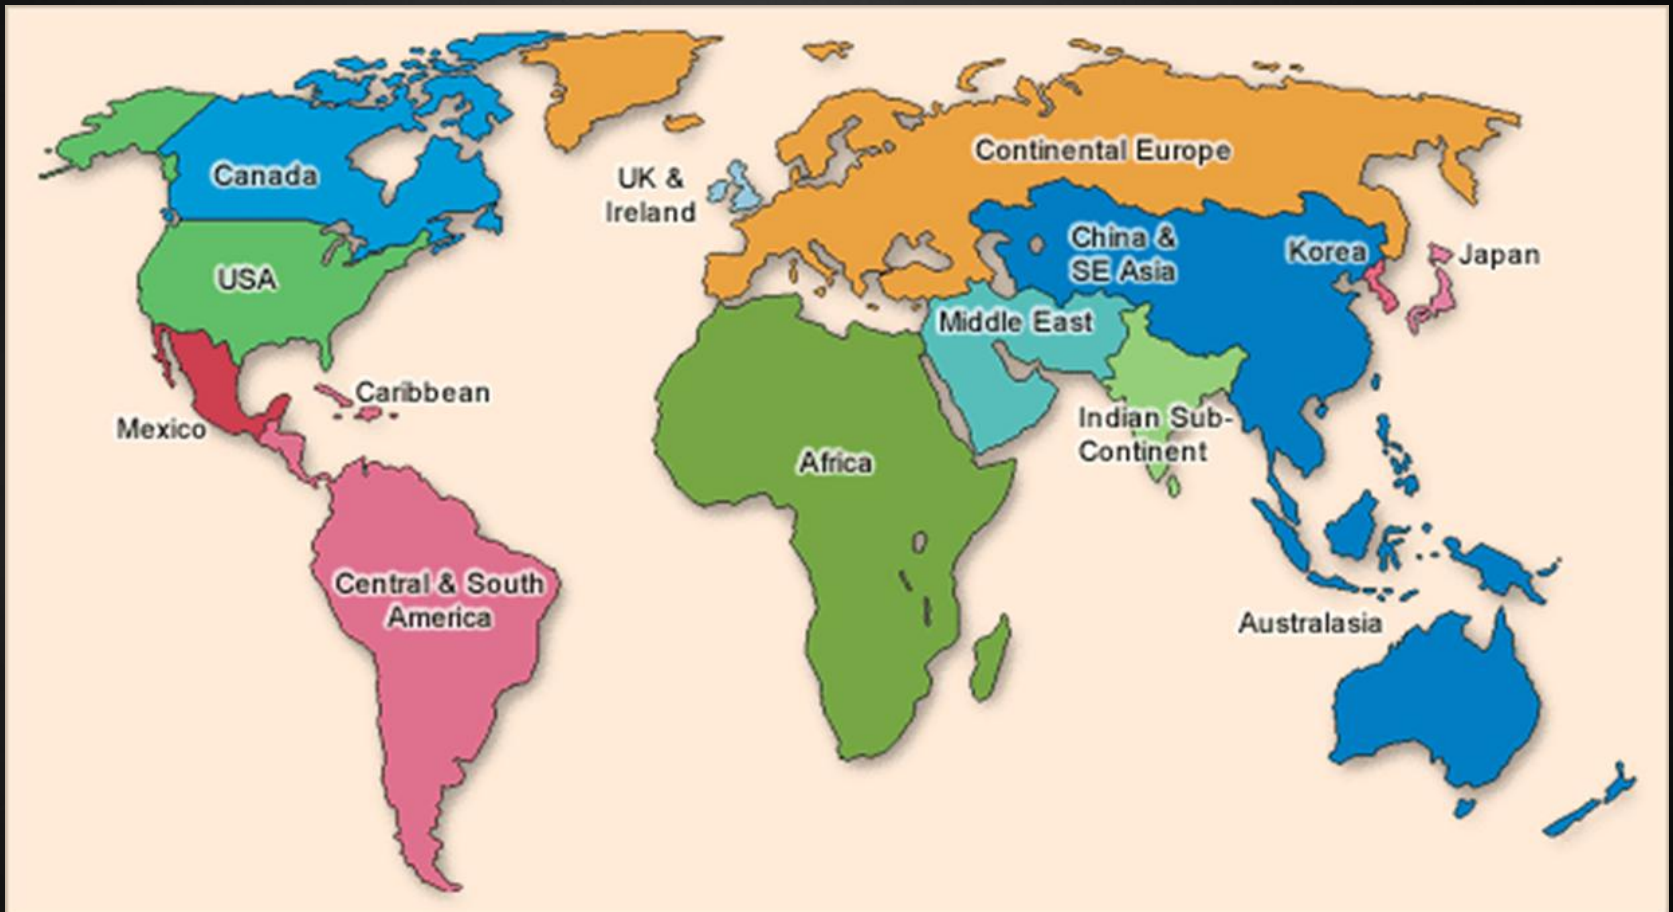 Canada
UK &
Ireland
Continental Europe
USA
China &
SE Asia
Korea
Japan
Middle East
Caribbean
Mexico
Indian Sub-
Continent
Africa
Central & South
America
Australasia